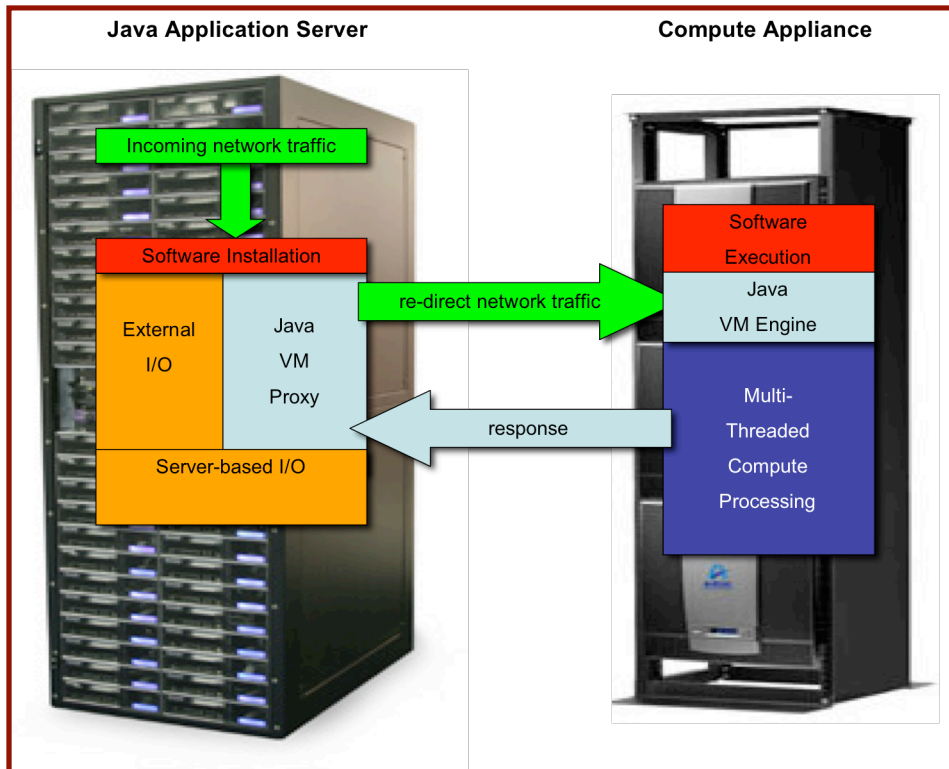 Java Application Server
Compute Appliance
Incoming network traffic
Software Installation
External
I/O
Java
VM
Proxy
Server-based I/O
re-direct network traffic
response
Software
Execution
Java
VM Engine
Multi-
Threaded
Compute
Processing